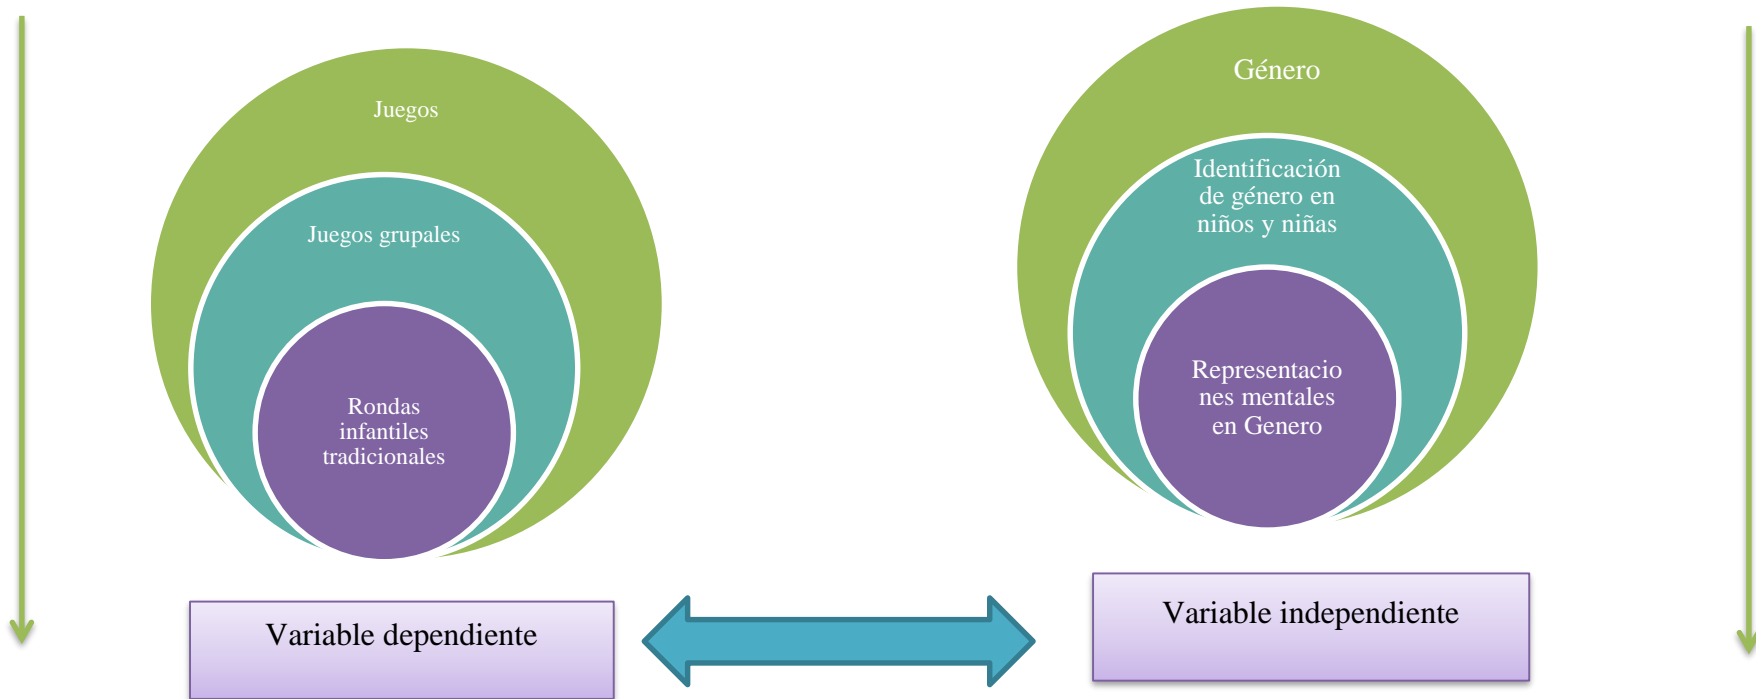 Juegos
Juegos grupales
Rondas
infantiles
tradicionales
Variable dependiente
Género
Identificación
de género en
niños y niñas
Representacio
nes mentales
en Genero
Variable independiente